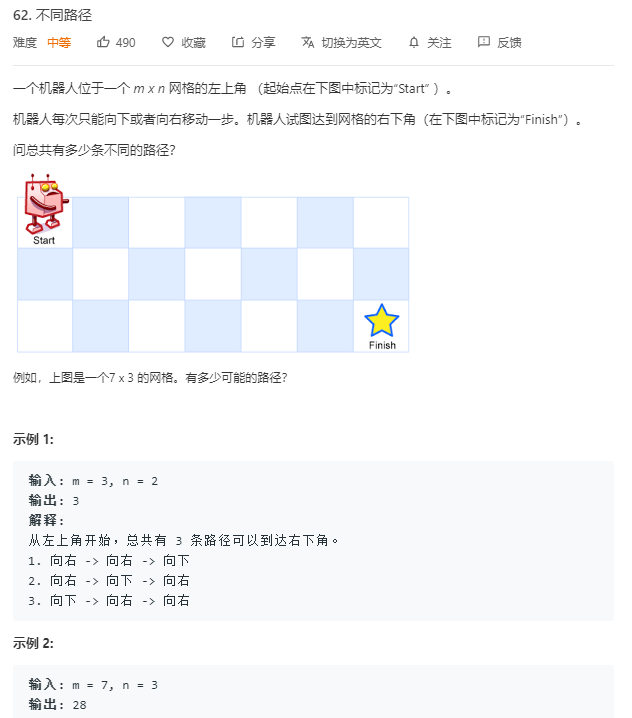 62. 不同路径
难度 中等 490 收藏 分享 切换为英文 关注 反馈
一个机器人位于一个 m x n 网格的左上角 （起始点在下图中标记为“Start” ）。
机器人每次只能向下或者向右移动一步。机器人试图达到网格的右下角（在下图中标记为“Finish”）。
问总共有多少条不同的路径？
Start
Finish
例如，上图是一个7 x 3 的网格。有多少可能的路径？
示例 1:
输入: m = 3, n = 2
输出: 3
解释:
从左上角开始，总共有 3 条路径可以到达右下角。
1. 向右 -> 向右 -> 向下
2. 向右 -> 向下 -> 向右
3. 向下 -> 向右 -> 向右
示例 2:
输入: m = 7, n = 3
输出: 28